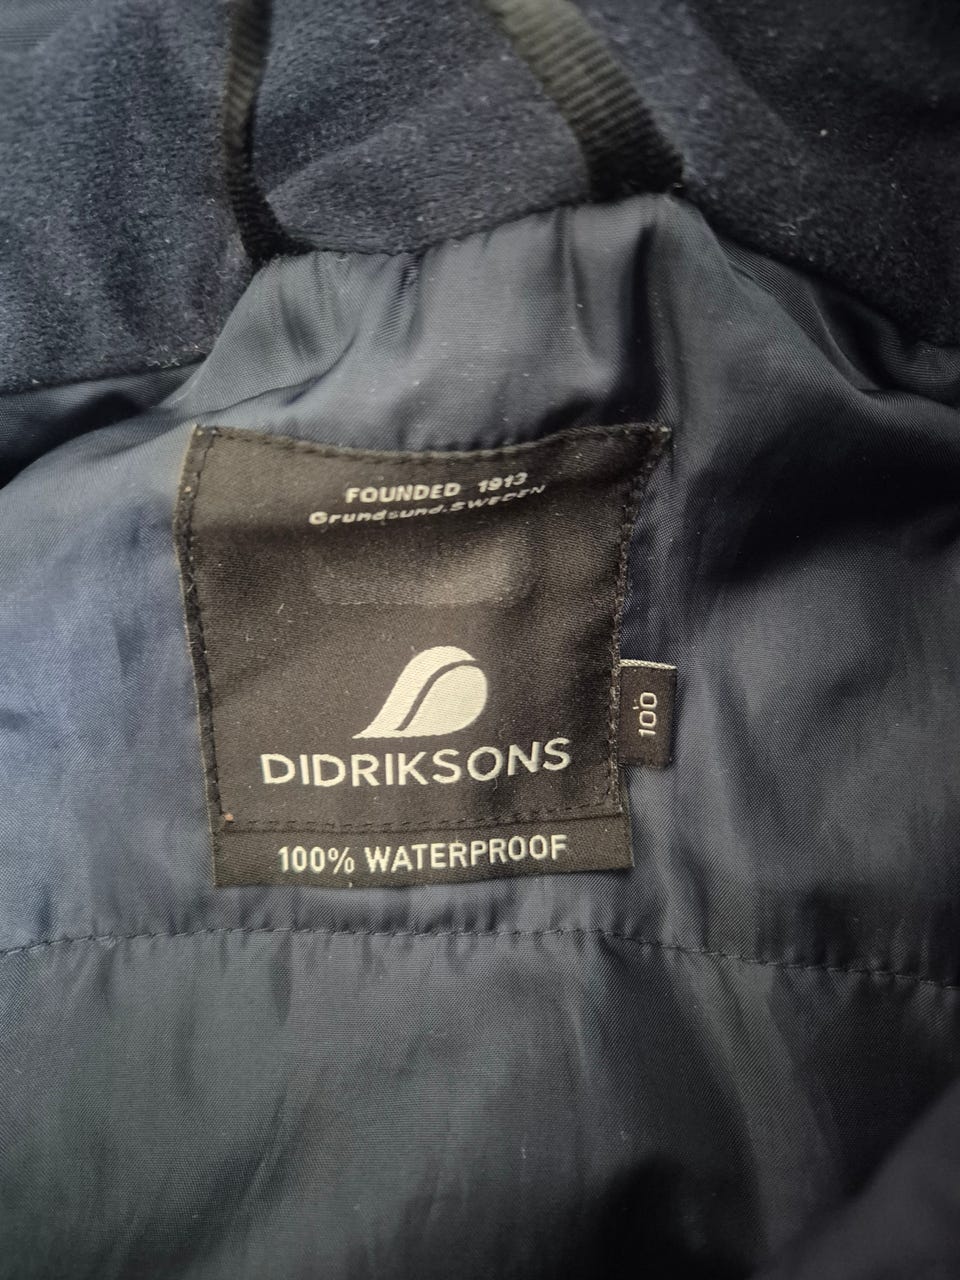 FOUNDED 1913
Grundsund.SWEDEN
DIDRIKSONS
100
100% WATERPROOF